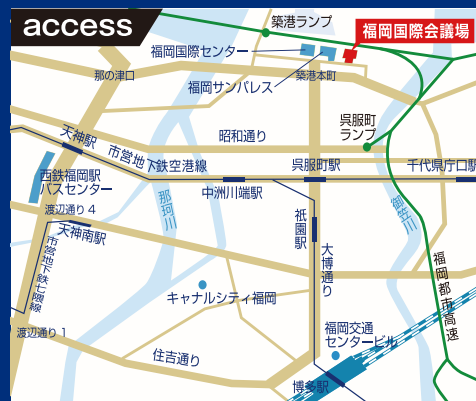 access
築港ランプ
福岡国際会議場
福岡国際センター
那の津口
築港本町
福岡サンパレス
呉服町
ランプ
天神駅
昭和通り
市営地下鉄空港線
呉服町駅
千代県庁口駅
西鉄福岡駅
バスセンター
中洲川端駅
那珂川
御笠川
渡辺通り4
祇園駅
天神南駅
大博通り
市営地下鉄七隈線
福岡都市高速
キャナルシティ福岡
渡辺通り1
福岡交通
センタービル
住吉通り
博多駅